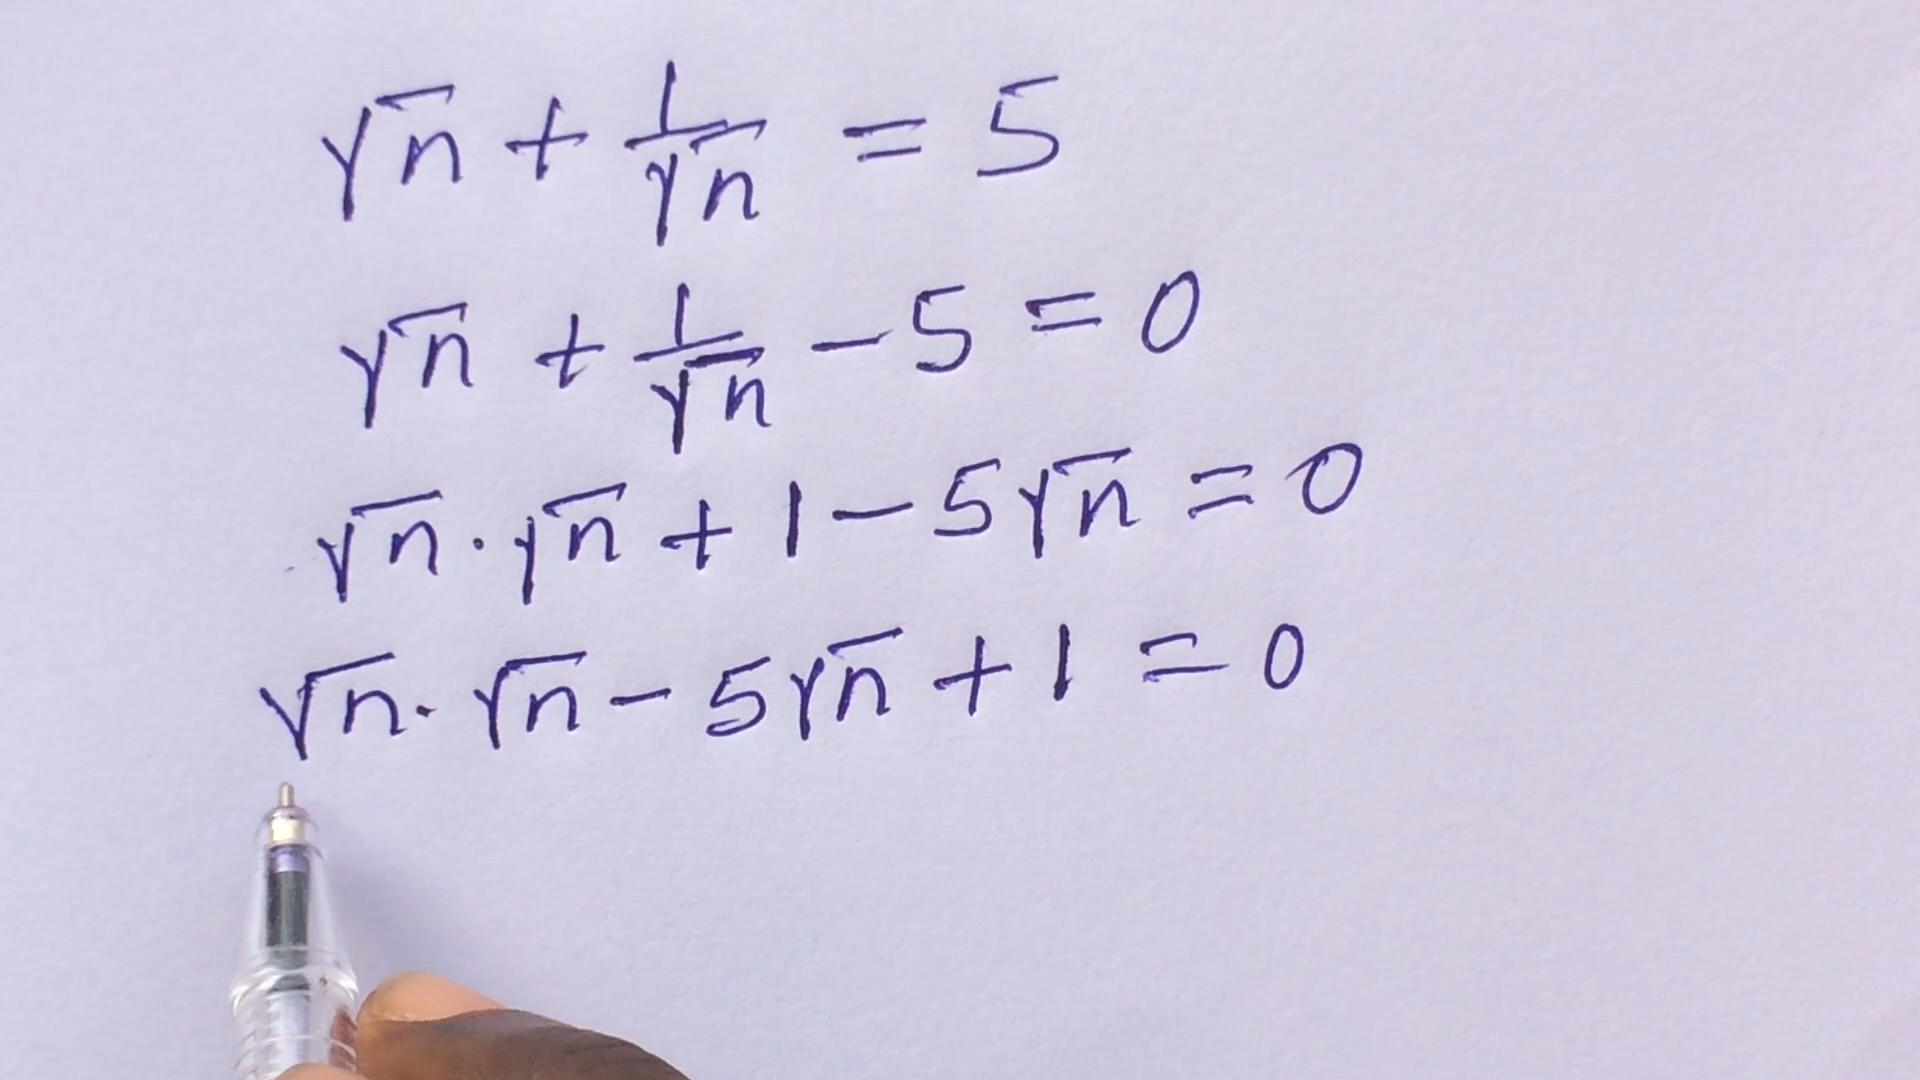 √n + 1/√n = 5
√n + 1/√n - 5 = 0
√n · √n + 1 - 5√n = 0
√n · √n - 5√n + 1 = 0